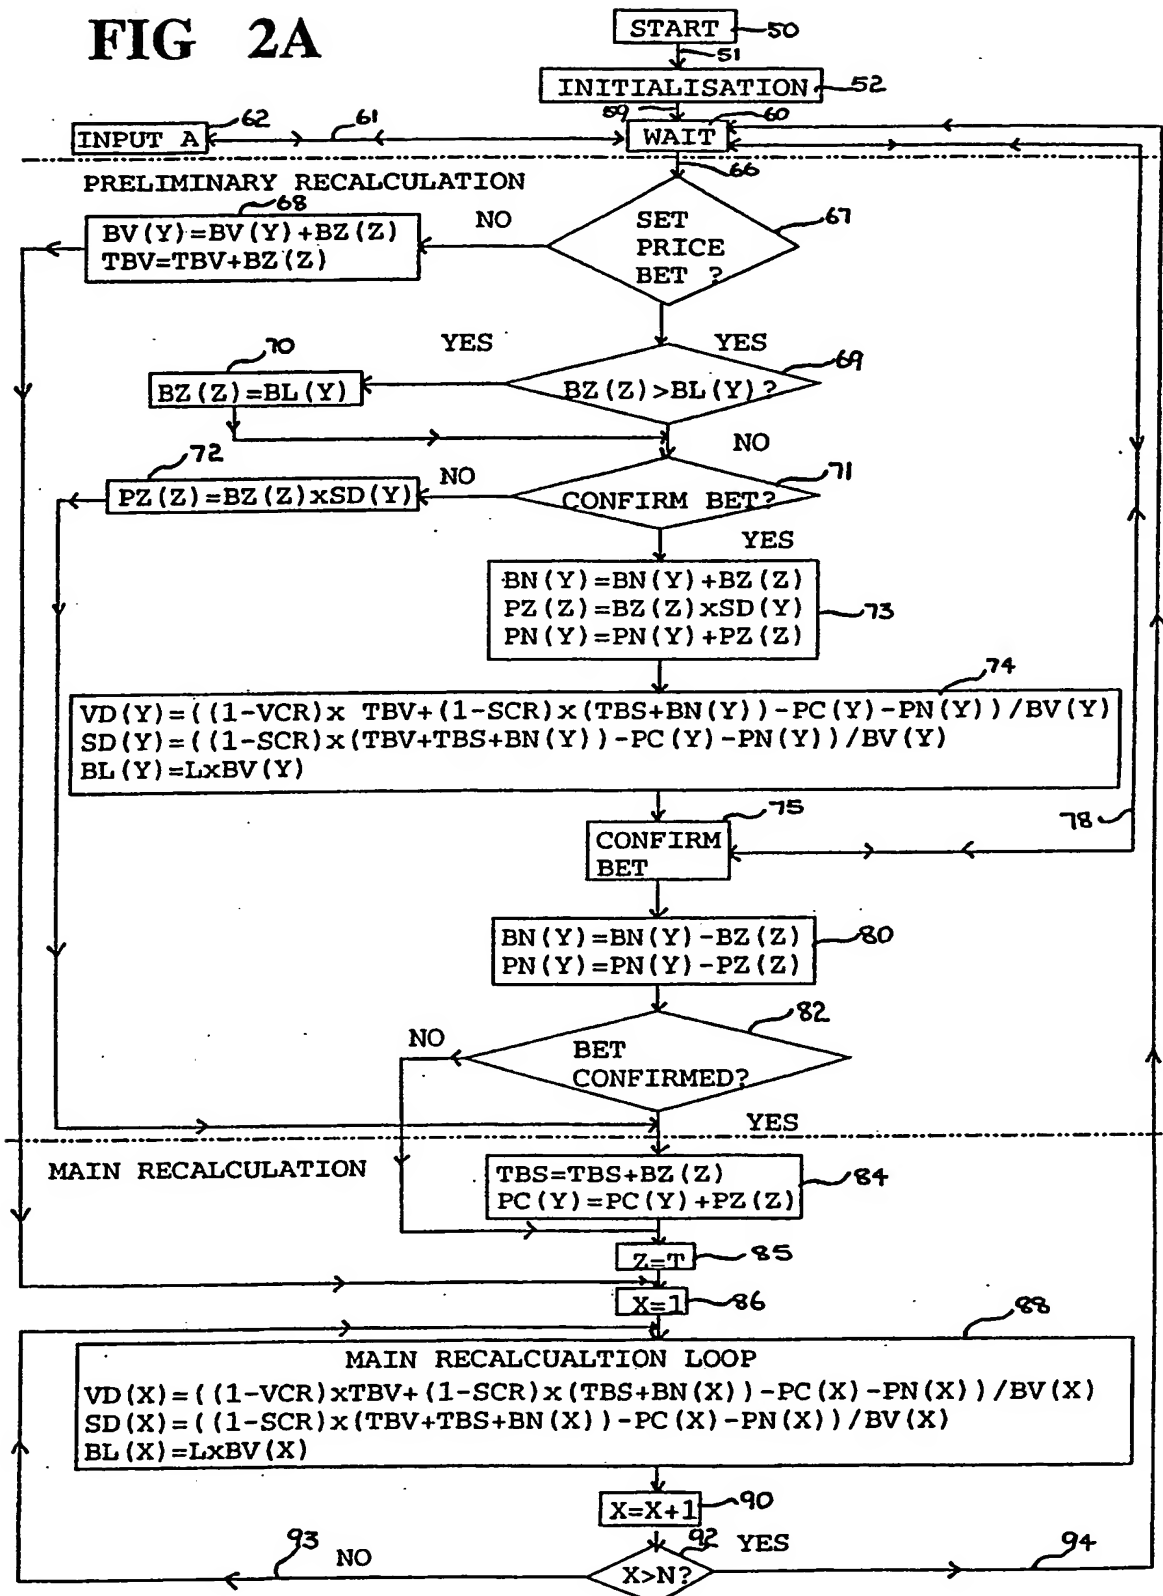 FIG 2A
START 50
51
INITIALISATION 52
59
60
62
61
INPUT A
WAIT
66
PRELIMINARY RECALCULATION
68
67
BV(Y)=BV(Y)+BZ(Z)
TBV=TBV+BZ(Z)
NO
SET
PRICE
BET ?
YES
YES
70
69
BZ(Z)=BL(Y)
BZ(Z)>BL(Y)?
NO
72
71
PZ(Z)=BZ(Z)xSD(Y)
NO
CONFIRM BET?
YES
BN(Y)=BN(Y)+BZ(Z)
PZ(Z)=BZ(Z)xSD(Y)
PN(Y)=PN(Y)+PZ(Z)
73
74
VD(Y)=((1-VCR)x TBV+(1-SCR)x(TBS+BN(Y))-PC(Y)-PN(Y))/BV(Y)
SD(Y)=((1-SCR)x(TBV+TBS+BN(Y))-PC(Y)-PN(Y))/BV(Y)
BL(Y)=LxBV(Y)
75
78
CONFIRM
BET
BN(Y)=BN(Y)-BZ(Z)
PN(Y)=PN(Y)-PZ(Z)
80
82
NO
BET
CONFIRMED?
YES
MAIN RECALCULATION
TBS=TBS+BZ(Z)
PC(Y)=PC(Y)+PZ(Z)
84
Z=T 85
X=1 86
88
MAIN RECALCUALTION LOOP
VD(X)=((1-VCR)xTBV+(1-SCR)x(TBS+BN(X))-PC(X)-PN(X))/BV(X)
SD(X)=((1-SCR)x(TBV+TBS+BN(X))-PC(X)-PN(X))/BV(X)
BL(X)=LxBV(X)
X=X+1 90
93
NO
92
YES
94
X>N?